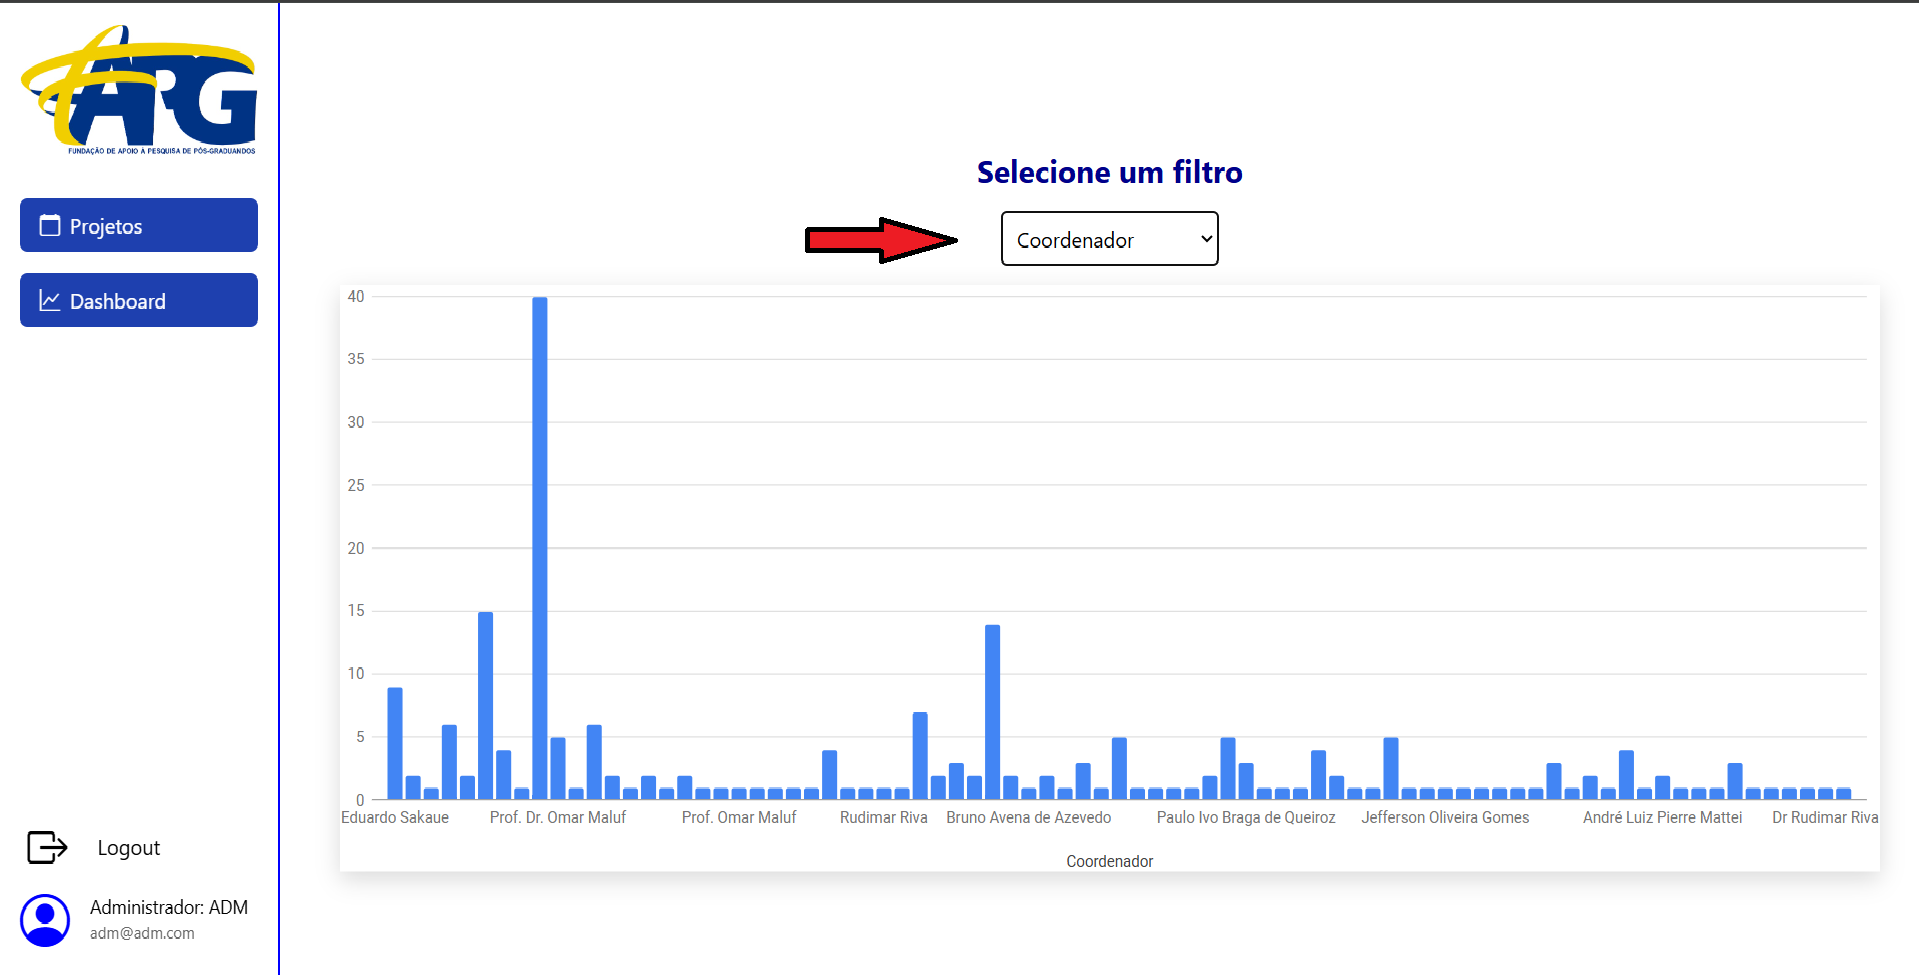 APG
FUNDAÇÃO DE APOIO À PESQUISA DE PÓS-GRADUANDOS
Projetos
Dashboard
Logout
Administrador: ADM
adm@adm.com
Selecione um filtro
Coordenador
40
35
30
25
20
15
10
5
0
Eduardo Sakaue Prof. Dr. Omar Maluf Prof. Omar Maluf Rudimar Riva Bruno Avena de Azevedo Paulo Ivo Braga de Queiroz Jefferson Oliveira Gomes André Luiz Pierre Mattei Dr Rudimar Riva
Coordenador